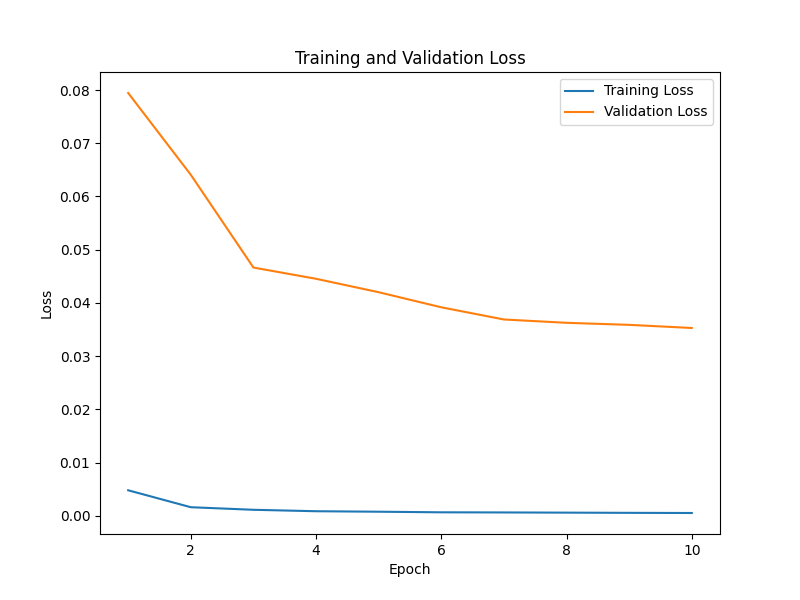 Training and Validation Loss
Training Loss
Validation Loss
0.08
0.07
0.06
0.05
0.04
0.03
0.02
0.01
0.00
Loss
2 4 6 8 10
Epoch